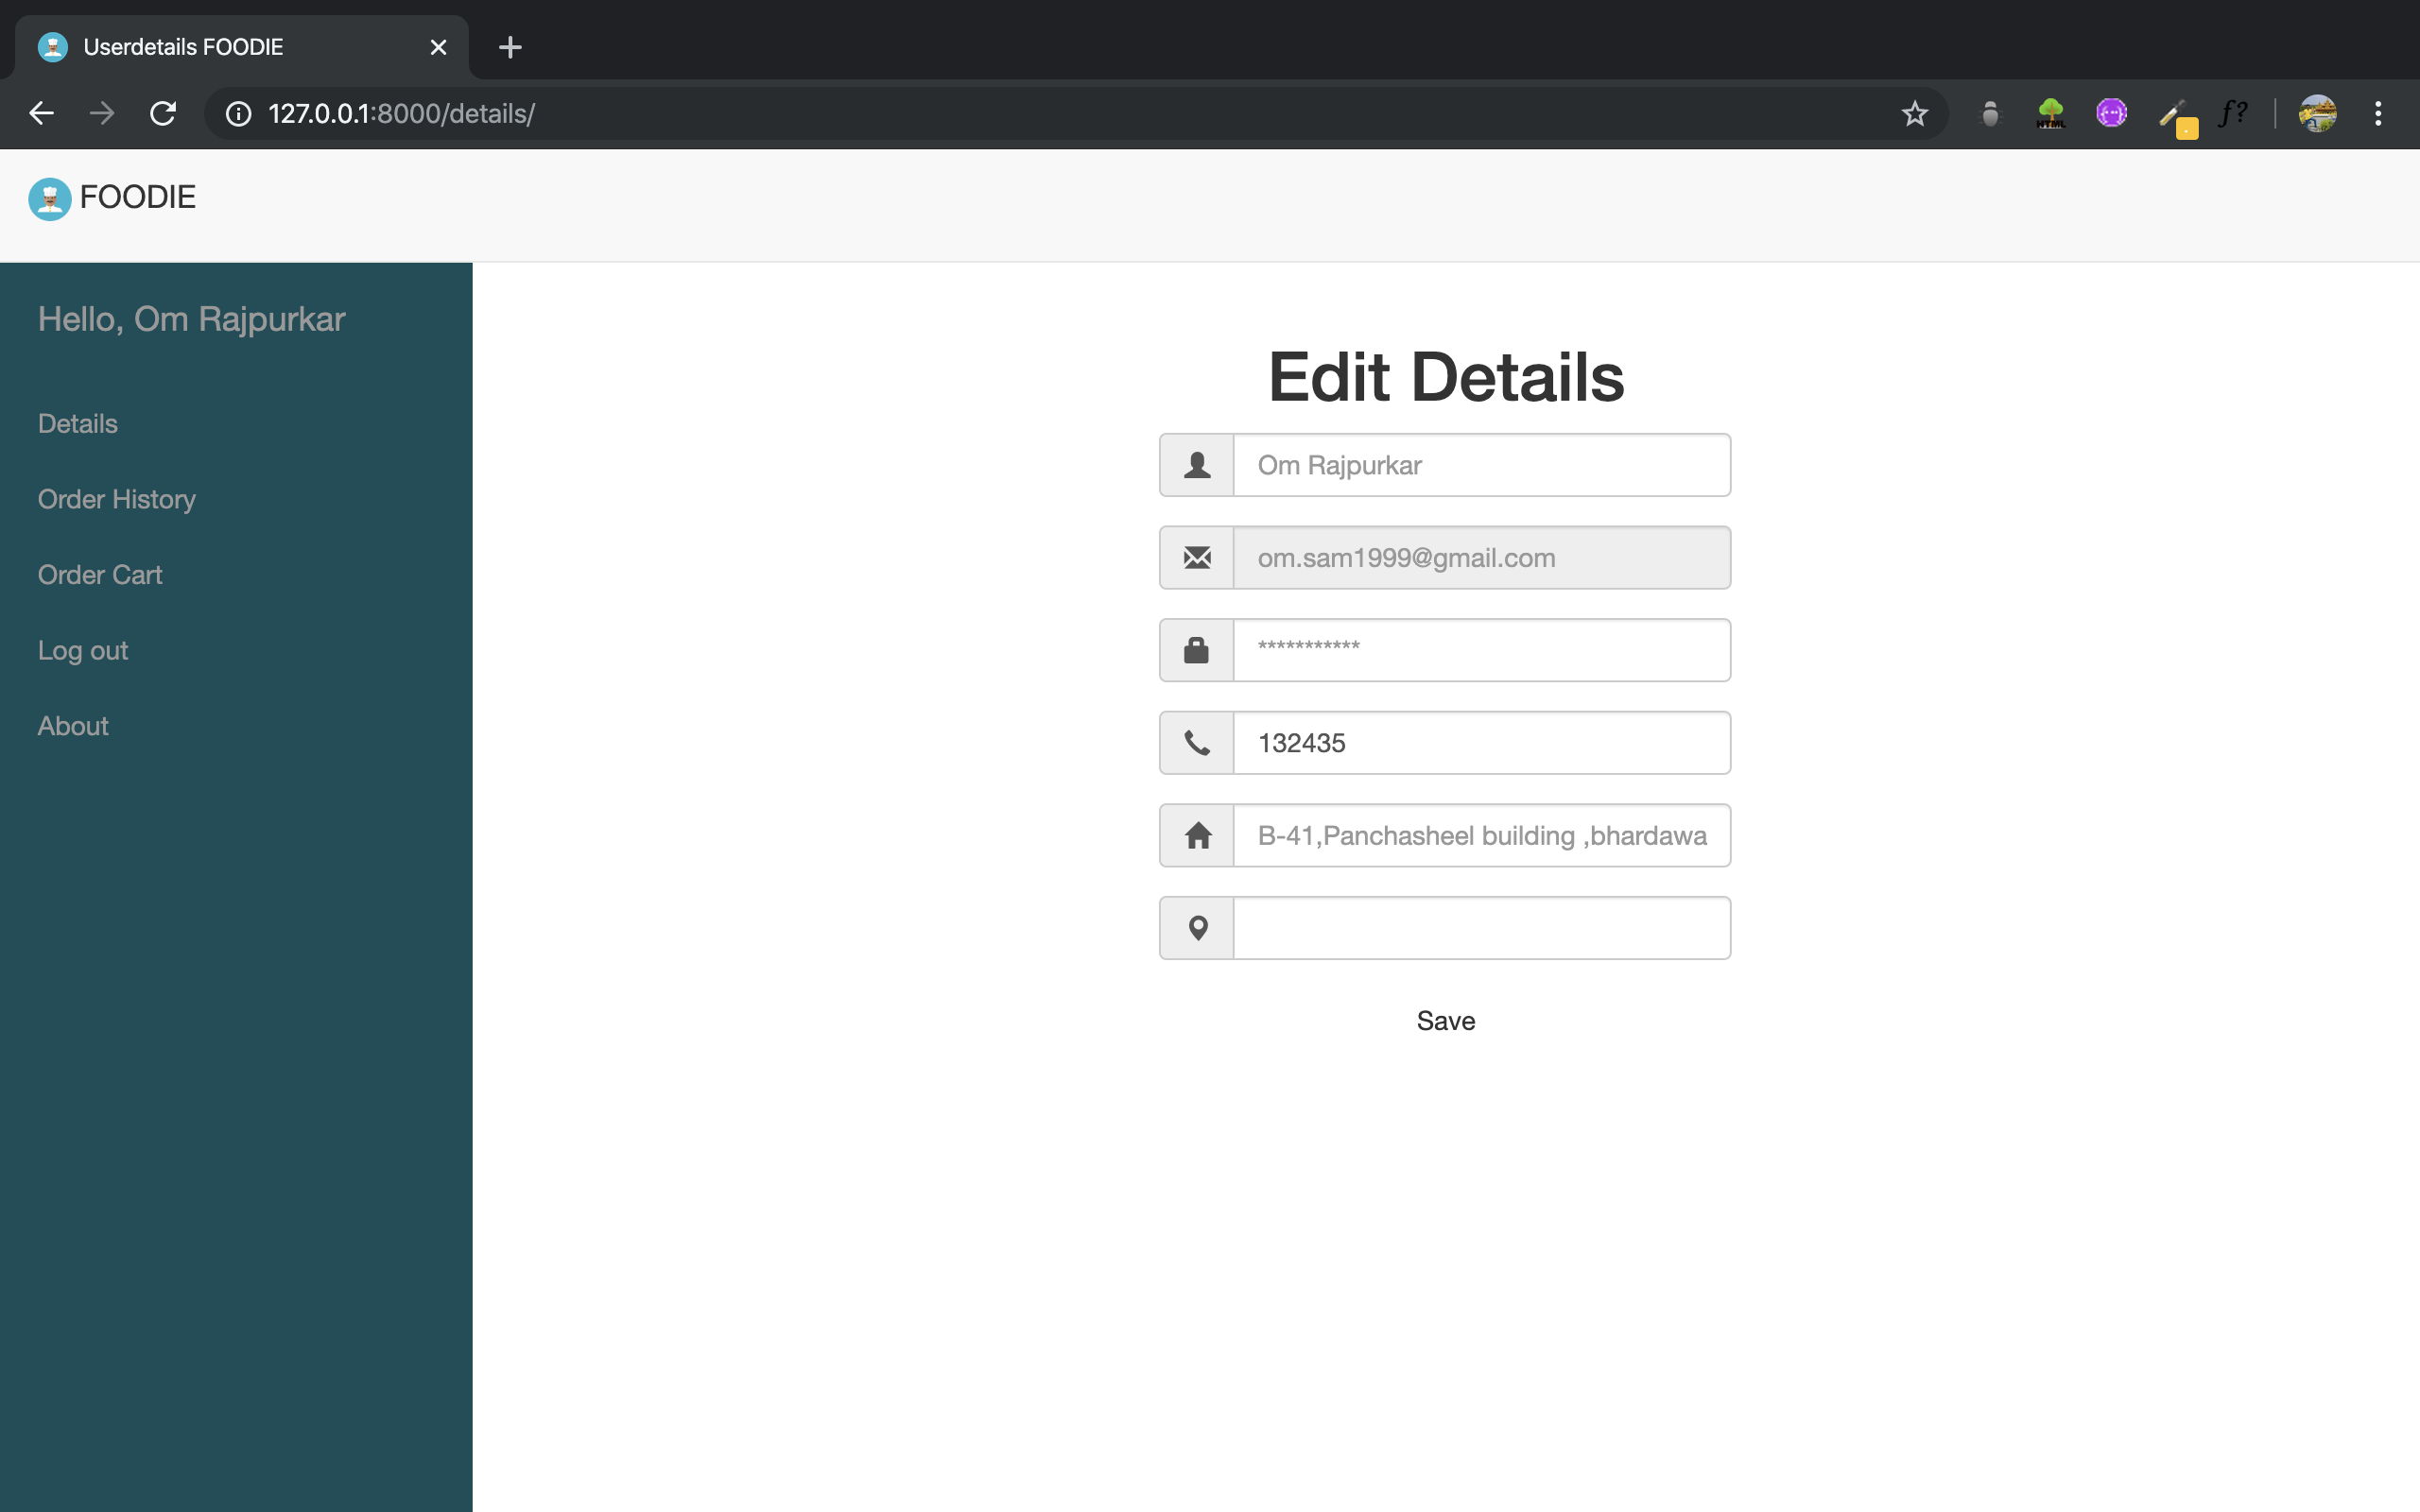 Userdetails FOODIE
127.0.0.1:8000/details/
HTML
f?
FOODIE
Hello, Om Rajpurkar
Details
Order History
Order Cart
Log out
About
Edit Details
Om Rajpurkar
om.sam1999@gmail.com
***********
132435
B-41,Panchasheel building ,bhardawa
Save